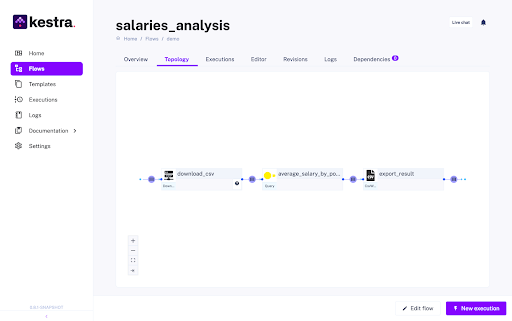 kestra.
Home
Flows
Templates
Executions
Logs
Documentation
Settings
salaries_analysis
Home / Flows / demo
Live chat
Overview
Topology
Executions
Editor
Revisions
Logs
Dependencies 0
download_csv
Down...
average_salary_by_po...
Query
export_result
CsvW...
Edit flow
New execution